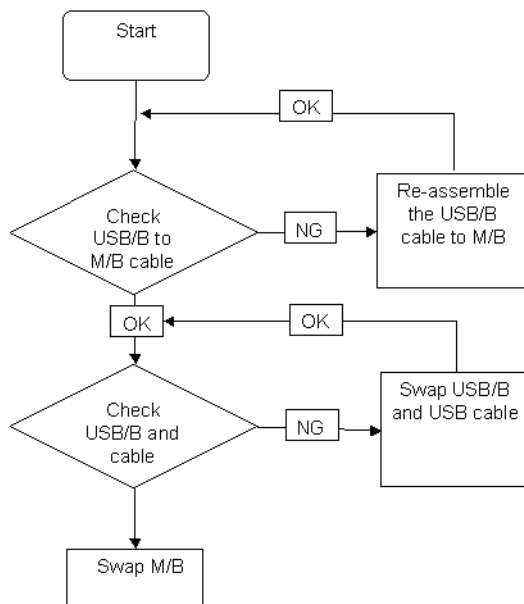 Start
OK
Check
USB/B to
M/B cable
NG
Re-assemble
the USB/B
cable to M/B
OK
OK
Check
USB/B and
cable
NG
Swap USB/B
and USB cable
Swap M/B